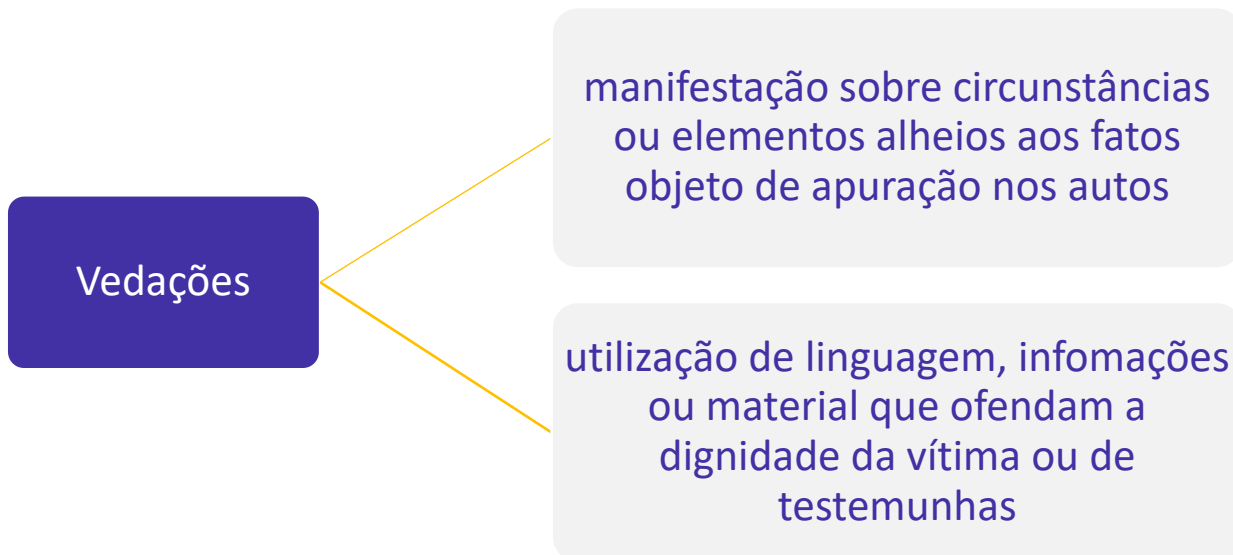 Vedações
manifestação sobre circunstâncias
ou elementos alheios aos fatos
objeto de apuração nos autos
utilização de linguagem, infomações
ou material que ofendam a
dignidade da vítima ou de
testemunhas